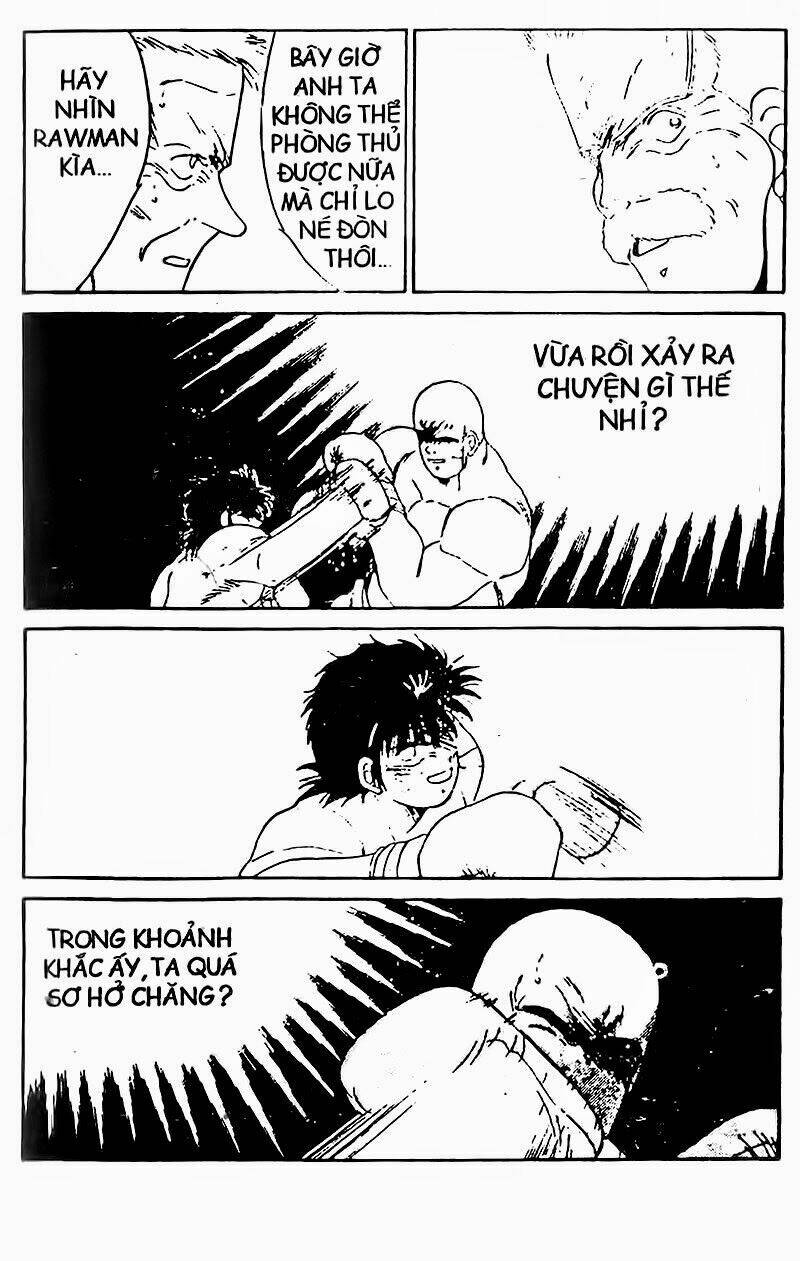 HÃY
NHÌN
RAWMAN
KÌA...
BÂY GIỜ
ANH TA
KHÔNG THỂ
PHÒNG THỦ
ĐƯỢC NỮA
MÀ CHỈ LO
NÉ ĐÒN
THÔI...
VỪA RỒI XẢY RA
CHUYỆN GÌ THẾ
NHỈ?
TRONG KHOẢNH
KHẮC ẤY, TA QUÁ
SƠ HỞ CHĂNG?